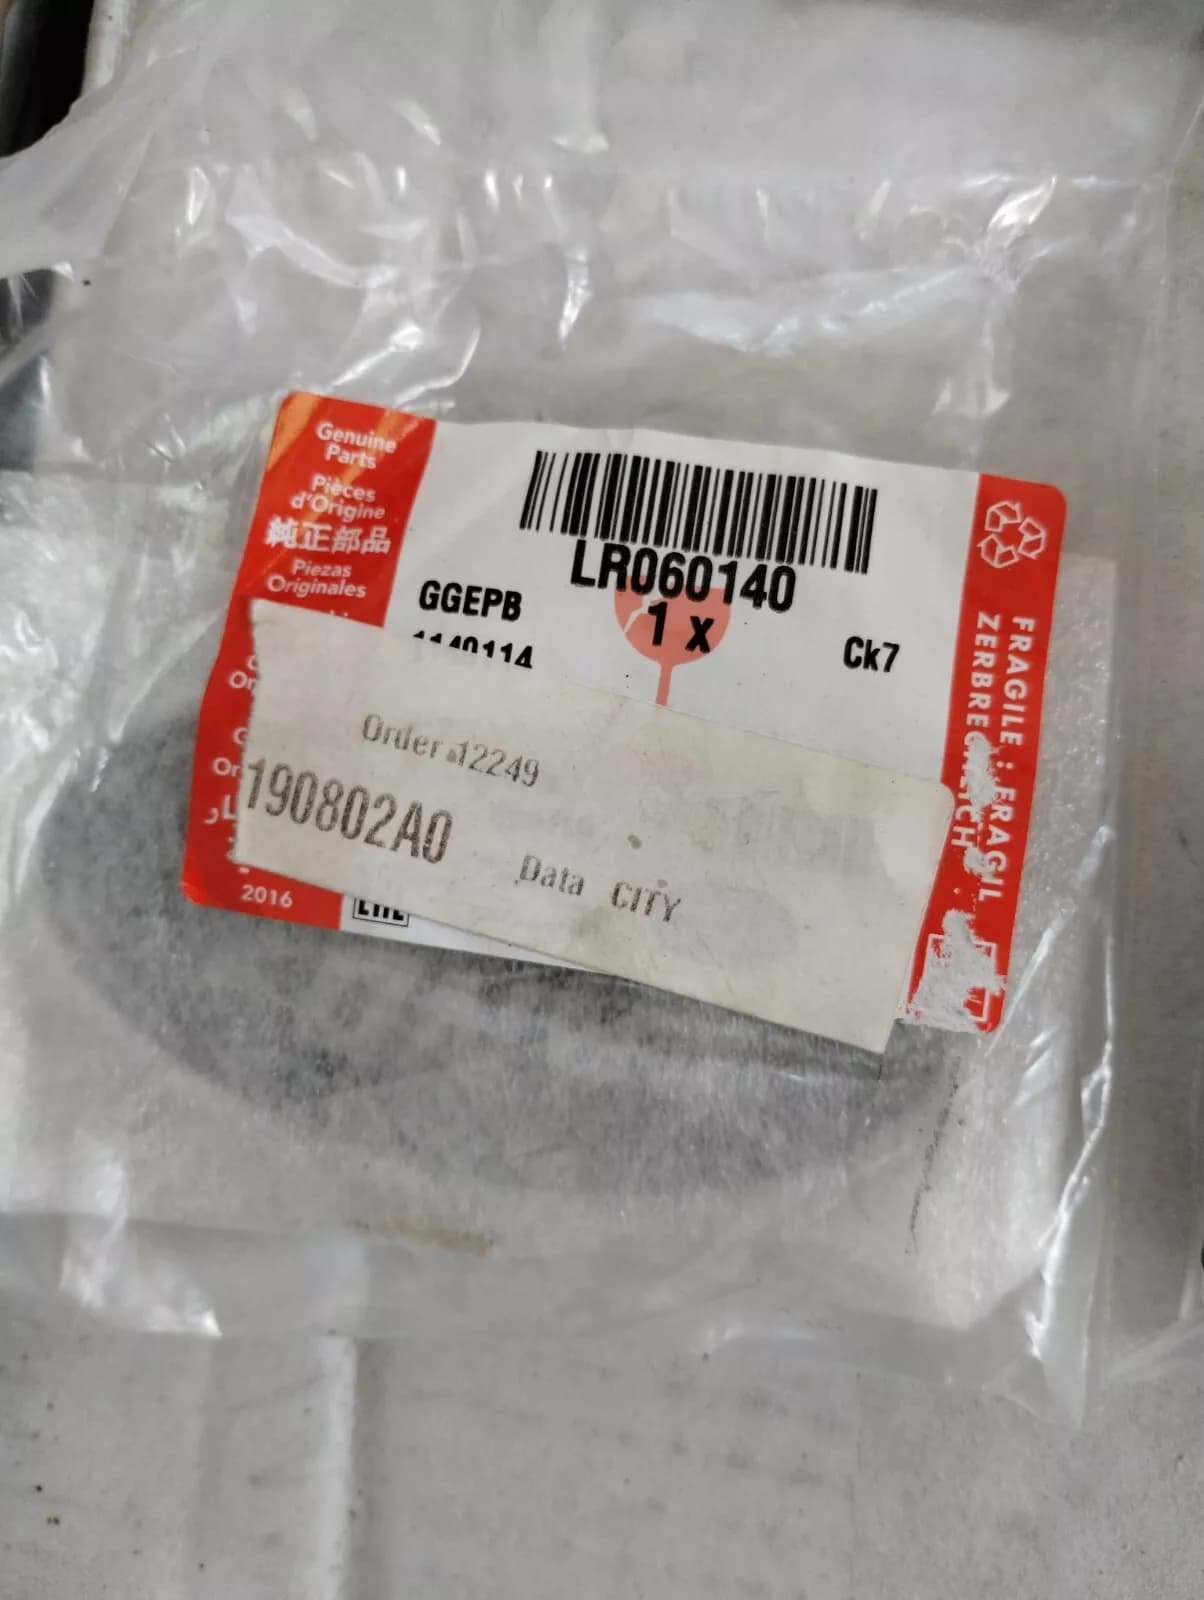 Genuine
Parts
Pièces
d'Origine
純正部品
Piezas
Originales
2016
LR060140
GGEPB
1 x
Ck7
1140114
Order 12249
190802A0
Data CITY
FRAGILE : FRAGIL